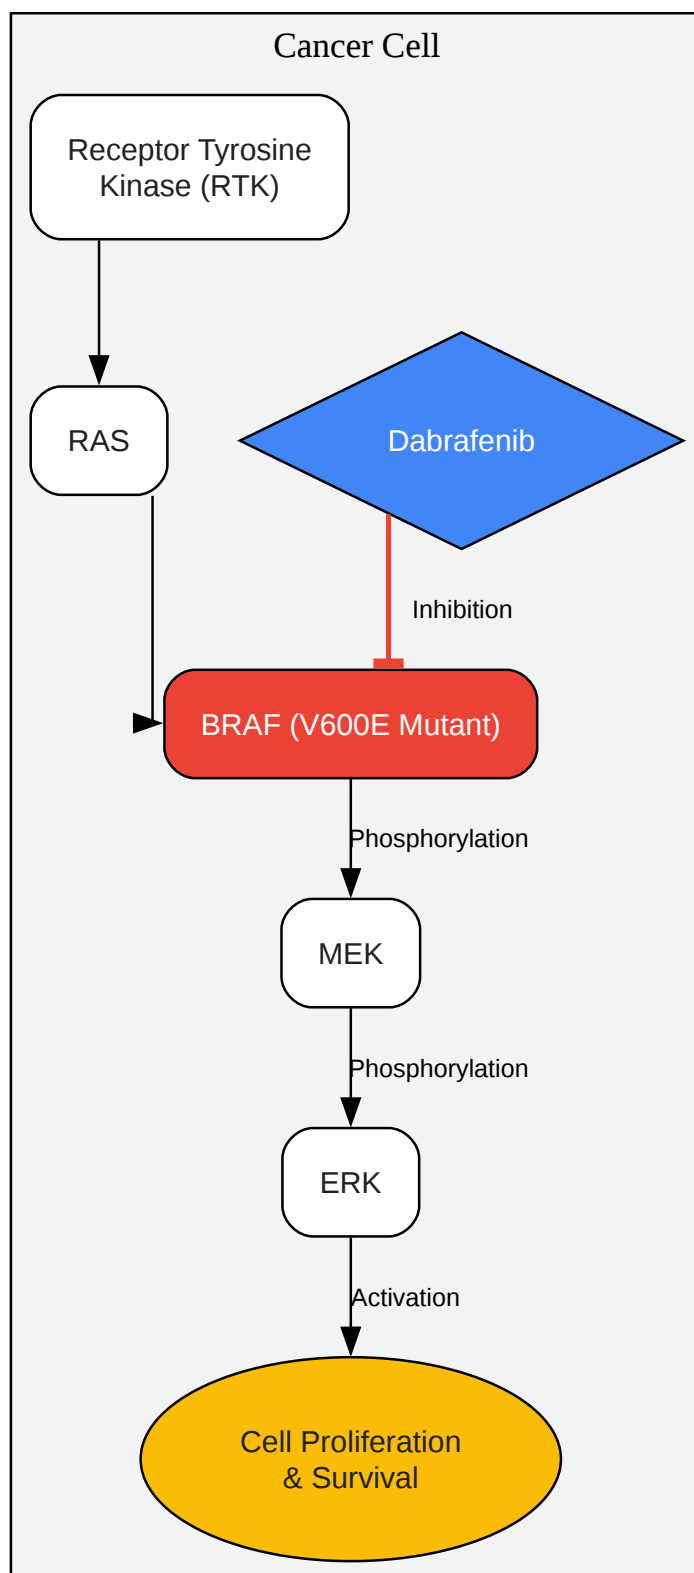 Cancer Cell
Receptor Tyrosine
Kinase (RTK)
RAS
Dabrafenib
Inhibition
BRAF (V600E Mutant)
Phosphorylation
MEK
Phosphorylation
ERK
Activation
Cell Proliferation
& Survival